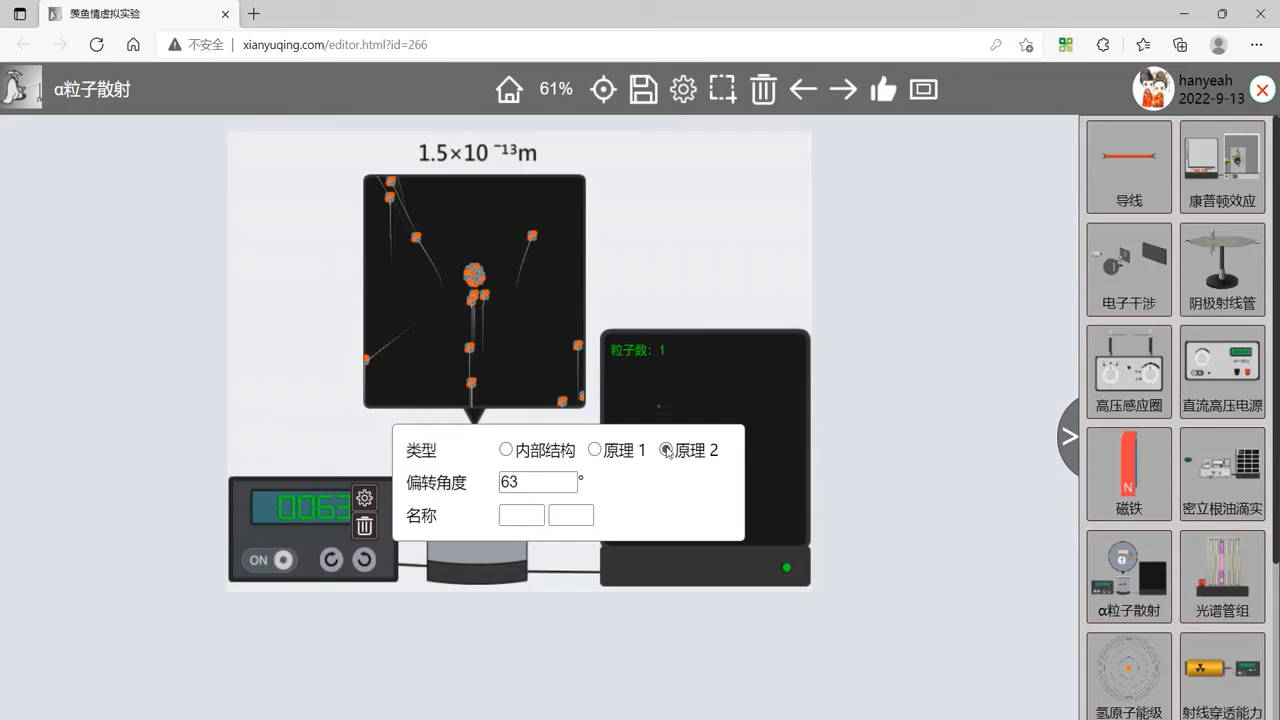 羡鱼情虚拟实验
不安全
xianyuqing.com/editor.html?id=266
α粒子散射
61%
hanyeah
2022-9-13
1.5×10 ⁻¹³m
粒子数：1
类型
内部结构
原理 1
原理 2
偏转角度
63
°
名称
0063
ON
>
导线
康普顿效应
电子干涉
阴极射线管
高压感应圈
直流高压电源
N
磁铁
密立根油滴实
α粒子散射
光谱管组
氢原子能级
射线穿透能力